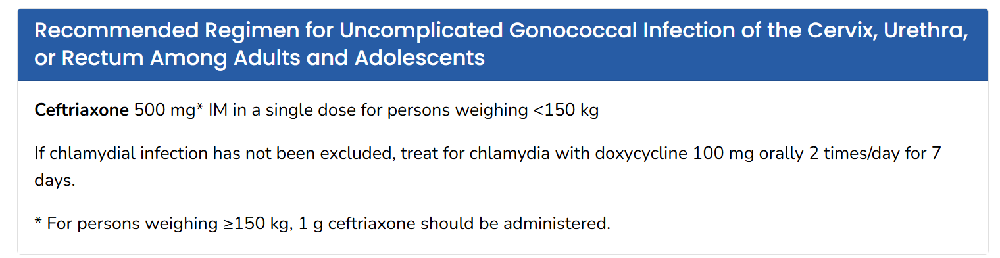 Recommended Regimen for Uncomplicated Gonococcal Infection of the Cervix, Urethra,
or Rectum Among Adults and Adolescents
Ceftriaxone 500 mg* IM in a single dose for persons weighing <150 kg
If chlamydial infection has not been excluded, treat for chlamydia with doxycycline 100 mg orally 2 times/day for 7
days.
* For persons weighing ≥150 kg, 1 g ceftriaxone should be administered.